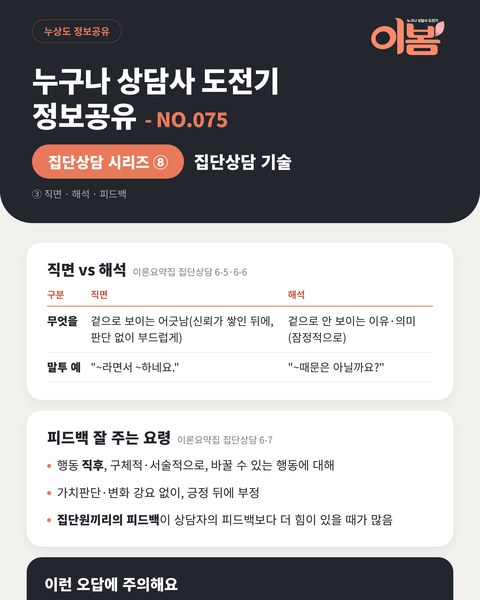 누상도 정보공유
누구나 상담사 도전기
이봄
누구나 상담사 도전기
정보공유 - NO.075
집단상담 시리즈 ⑧ 집단상담 기술
③ 직면 · 해석 · 피드백
직면 vs 해석 이론요약집 집단상담 6-5·6-6
구분 직면 해석
무엇을 겉으로 보이는 어긋남(신뢰가 쌓인 뒤에, 겉으로 안 보이는 이유·의미
판단 없이 부드럽게) (잠정적으로)
말투 예 "~라면서 ~하네요." "~때문은 아닐까요?"
피드백 잘 주는 요령 이론요약집 집단상담 6-7
• 행동 직후, 구체적·서술적으로, 바꿀 수 있는 행동에 대해
• 가치판단·변화 강요 없이, 긍정 뒤에 부정
• 집단원끼리의 피드백이 상담자의 피드백보다 더 힘이 있을 때가 많음
이런 오답에 주의해요